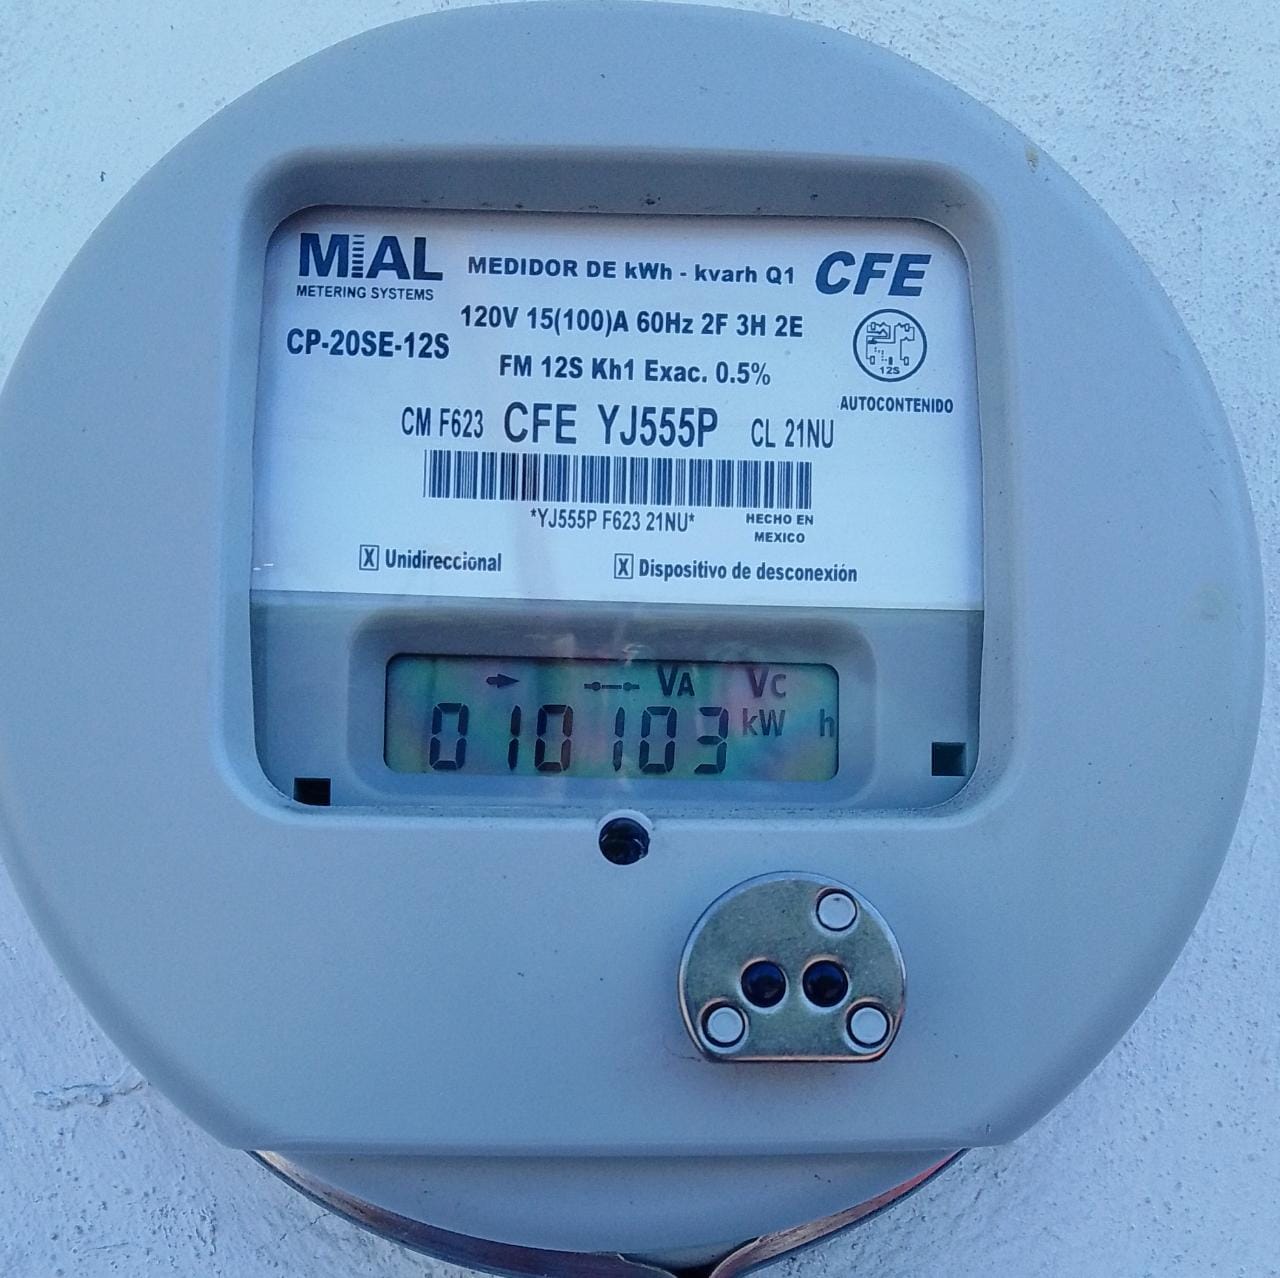 MIAL
METERING SYSTEMS
MEDIDOR DE kWh - kvarh Q1
CFE
120V 15(100)A 60Hz 2F 3H 2E
CP-20SE-12S
FM 12S Kh1 Exac. 0.5%
12S
AUTOCONTENIDO
CM F623 CFE YJ555P CL 21NU
*YJ555P F623 21NU*
HECHO EN
MEXICO
X Unidireccional
X Dispositivo de desconexión
VA VC
010103 kW h